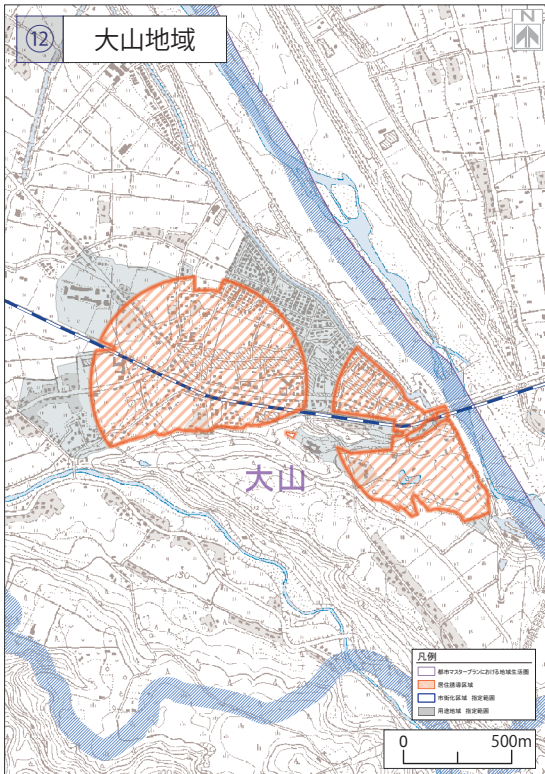 ⑫ 大山地域
N
大山
凡例
都市マスタープランにおける地域生活圏
居住誘導区域
市街化区域 指定範囲
用途地域 指定範囲
0 500m